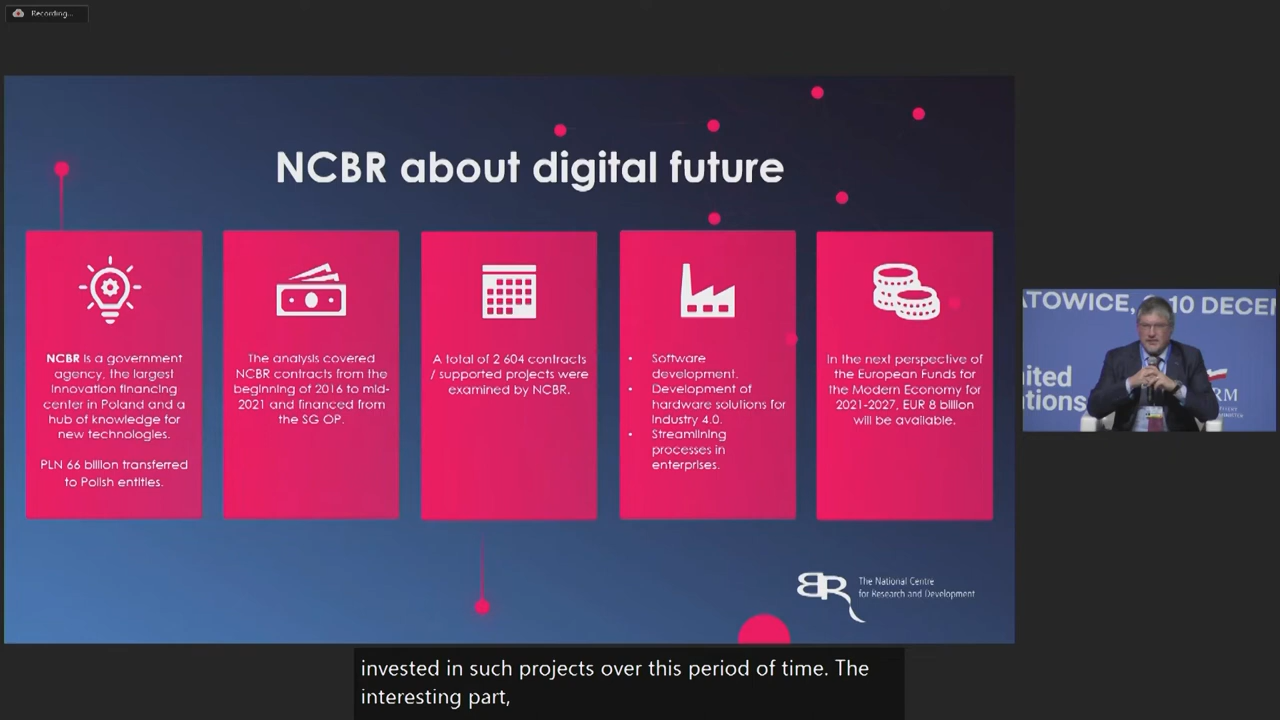 Recording...
NCBR about digital future
NCBR is a government
agency, the largest
innovation financing
center in Poland and a
hub of knowledge for
new technologies.
PLN 66 billion transferred
to Polish entities.
The analysis covered
NCBR contracts from the
beginning of 2016 to mid-
2021 and financed from
the SG OP.
A total of 2 604 contracts
/ supported projects were
examined by NCBR.
• Software
development.
• Development of
hardware solutions for
Industry 4.0.
• Streamlining
processes in
enterprises.
In the next perspective of
the European Funds for
the Modern Economy for
2021-2027, EUR 8 billion
will be available.
BR
The National Centre
for Research and Development
ATOWICE, 10 DECEM
nited
ations
RM
invested in such projects over this period of time. The
interesting part,